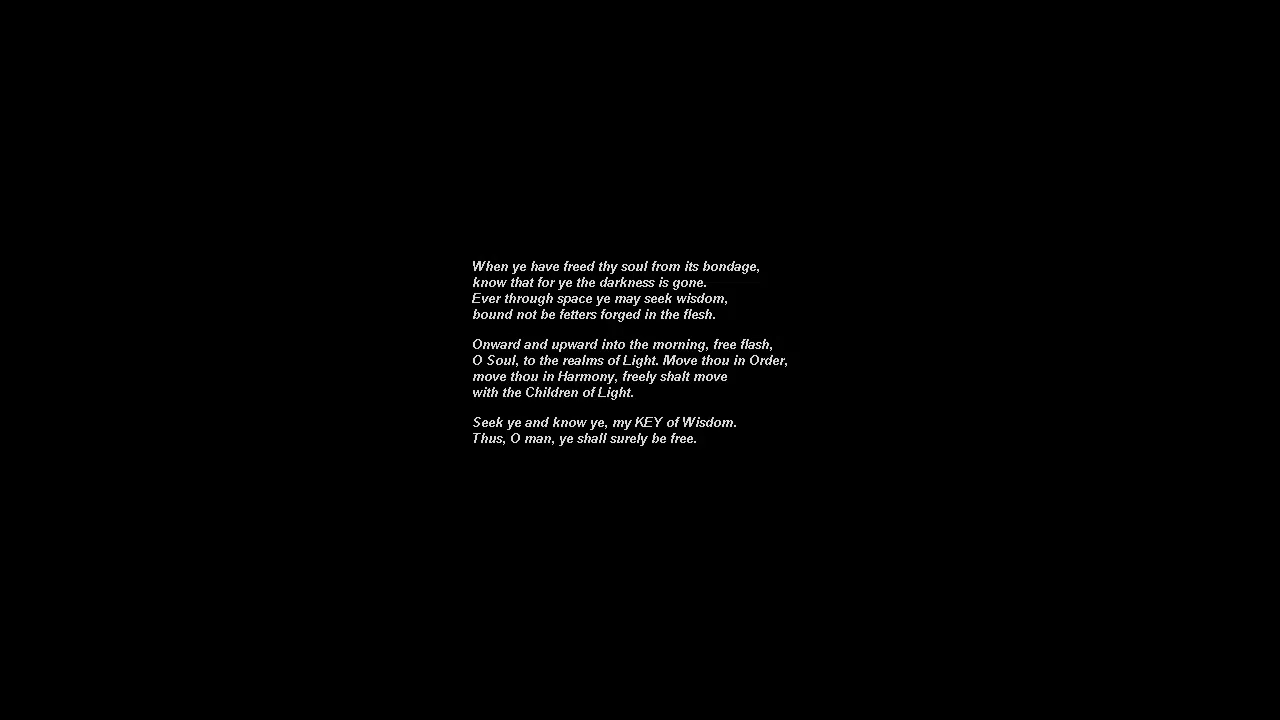 When ye have freed thy soul from its bondage,
know that for ye the darkness is gone.
Ever through space ye may seek wisdom,
bound not be fetters forged in the flesh.
Onward and upward into the morning, free flash,
O Soul, to the realms of Light. Move thou in Order,
move thou in Harmony, freely shalt move
with the Children of Light.
Seek ye and know ye, my KEY of Wisdom.
Thus, O man, ye shall surely be free.